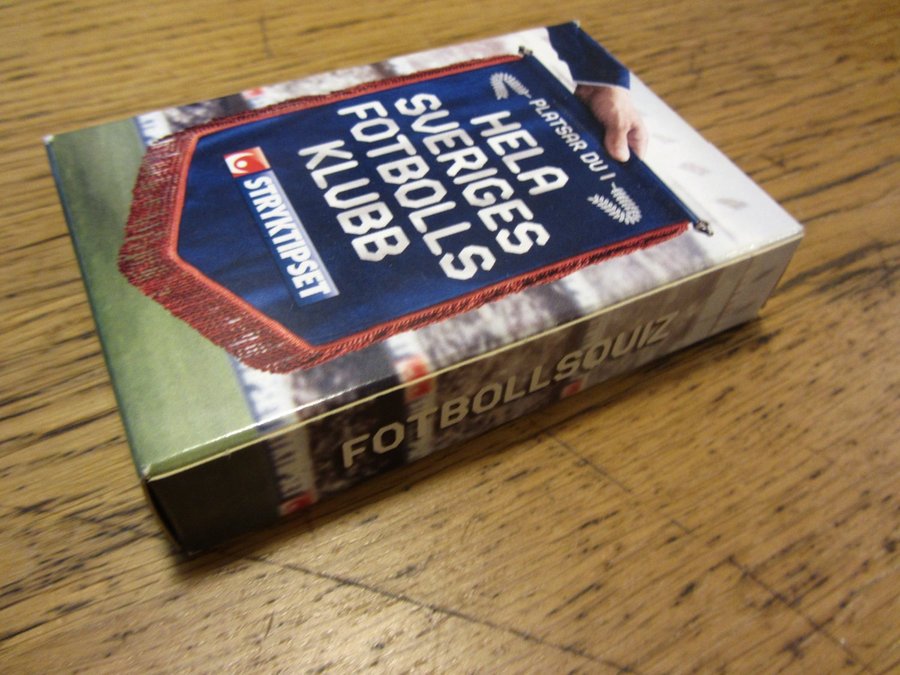 PLATSAR DU I
HELA
SVERIGES
FOTBOLLS
KLUBB
STRYKTIPSET
FOTBOLLSQUIZ